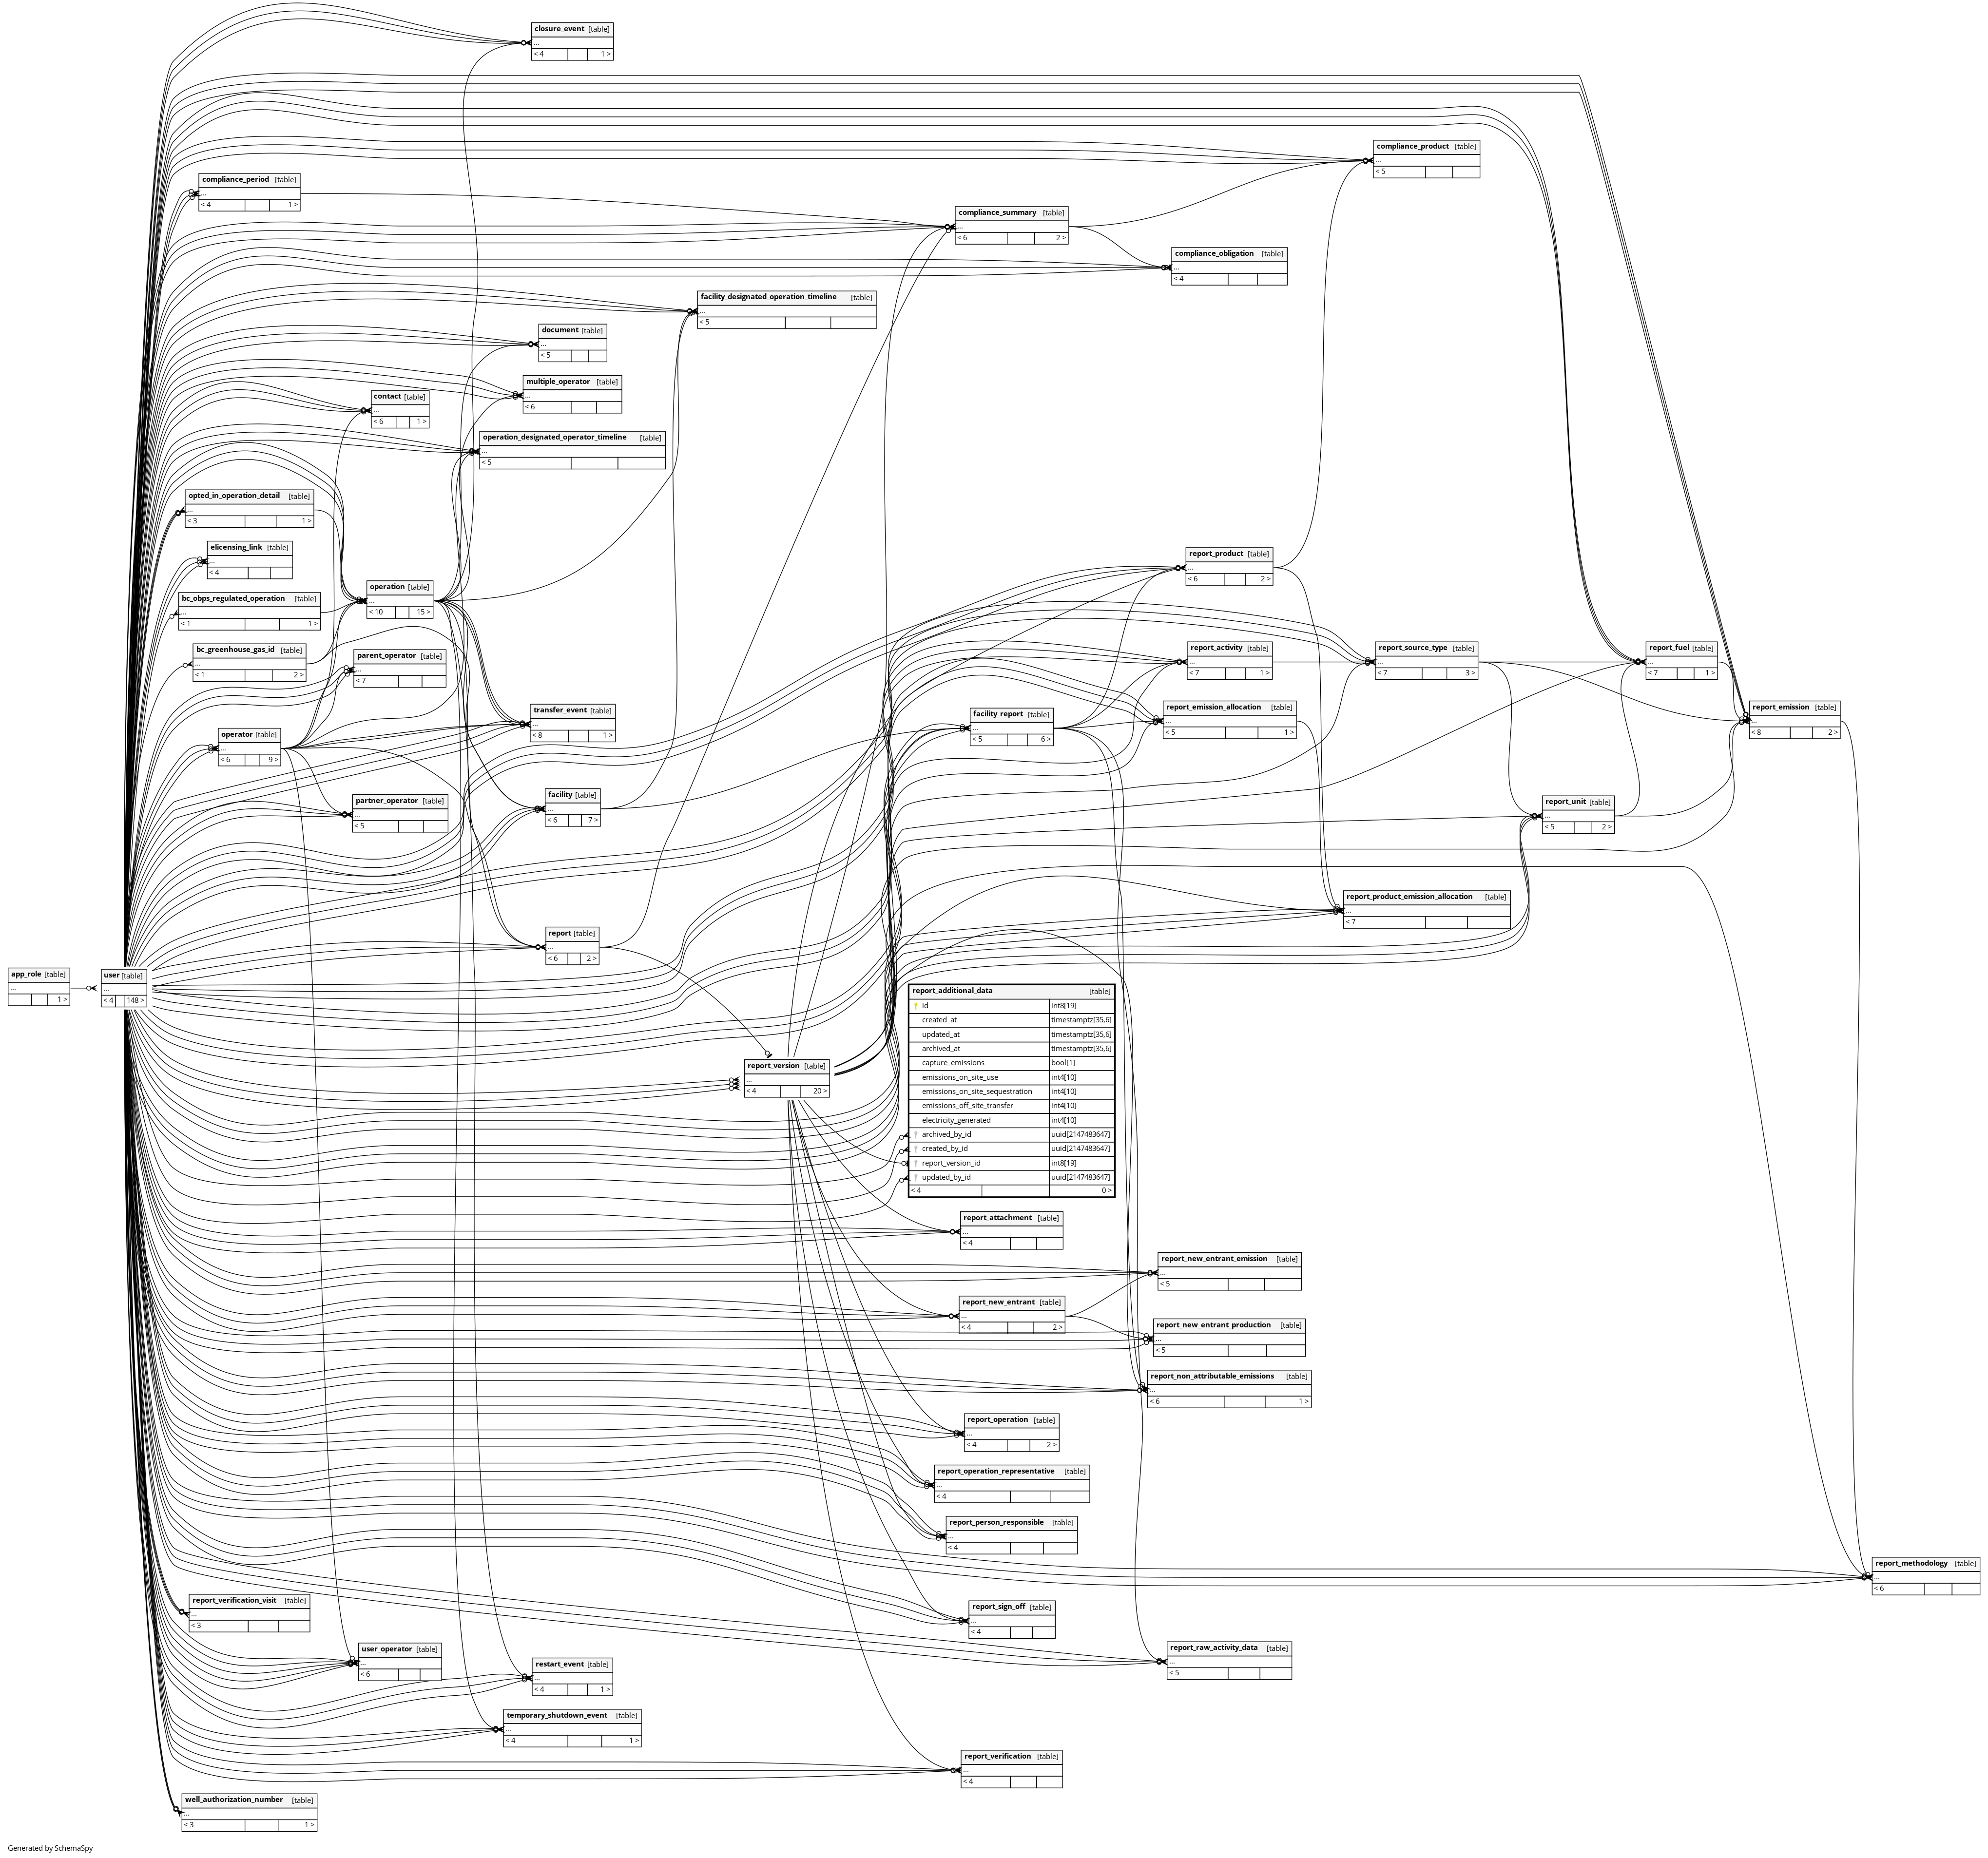 closure_event [table]
...
< 4 1 >
compliance_product [table]
...
< 5
compliance_period [table]
...
< 4 1 >
compliance_summary [table]
...
< 6 2 >
compliance_obligation [table]
...
< 4
facility_designated_operation_timeline [table]
...
< 5
document [table]
...
< 5
multiple_operator [table]
...
< 6
contact [table]
...
< 6 1 >
operation_designated_operator_timeline [table]
...
< 5
opted_in_operation_detail [table]
...
< 3 1 >
elicensing_link [table]
...
< 4
report_product [table]
...
< 6 2 >
operation [table]
...
< 10 15 >
bc_obps_regulated_operation [table]
...
< 1 1 >
bc_greenhouse_gas_id [table]
...
< 1 2 >
parent_operator [table]
...
< 7
report_activity [table]
...
< 7 1 >
report_source_type [table]
...
< 7 3 >
report_fuel [table]
...
< 7 1 >
transfer_event [table]
...
< 8 1 >
facility_report [table]
...
< 5 6 >
report_emission_allocation [table]
...
< 5 1 >
report_emission [table]
...
< 8 2 >
operator [table]
...
< 6 9 >
partner_operator [table]
...
< 5
facility [table]
...
< 6 7 >
report_unit [table]
...
< 5 2 >
report_product_emission_allocation [table]
...
< 7
report [table]
...
< 6 2 >
app_role [table]
...
1 >
user [table]
...
< 4 148 >
report_additional_data [table]
id int8[19]
created_at timestamptz[35,6]
updated_at timestamptz[35,6]
archived_at timestamptz[35,6]
capture_emissions bool[1]
emissions_on_site_use int4[10]
emissions_on_site_sequestration int4[10]
emissions_off_site_transfer int4[10]
electricity_generated int4[10]
archived_by_id uuid[2147483647]
created_by_id uuid[2147483647]
report_version_id int8[19]
updated_by_id uuid[2147483647]
< 4 0 >
report_version [table]
...
< 4 20 >
report_attachment [table]
...
< 4
report_new_entrant_emission [table]
...
< 5
report_new_entrant [table]
...
< 4 2 >
report_new_entrant_production [table]
...
< 5
report_non_attributable_emissions [table]
...
< 6 1 >
report_operation [table]
...
< 4 2 >
report_operation_representative [table]
...
< 4
report_person_responsible [table]
...
< 4
report_methodology [table]
...
< 6
report_verification_visit [table]
...
< 3
report_sign_off [table]
...
< 4
user_operator [table]
...
< 6
report_raw_activity_data [table]
...
< 5
restart_event [table]
...
< 4 1 >
temporary_shutdown_event [table]
...
< 4 1 >
report_verification [table]
...
< 4
well_authorization_number [table]
...
< 3 1 >
Generated by SchemaSpy